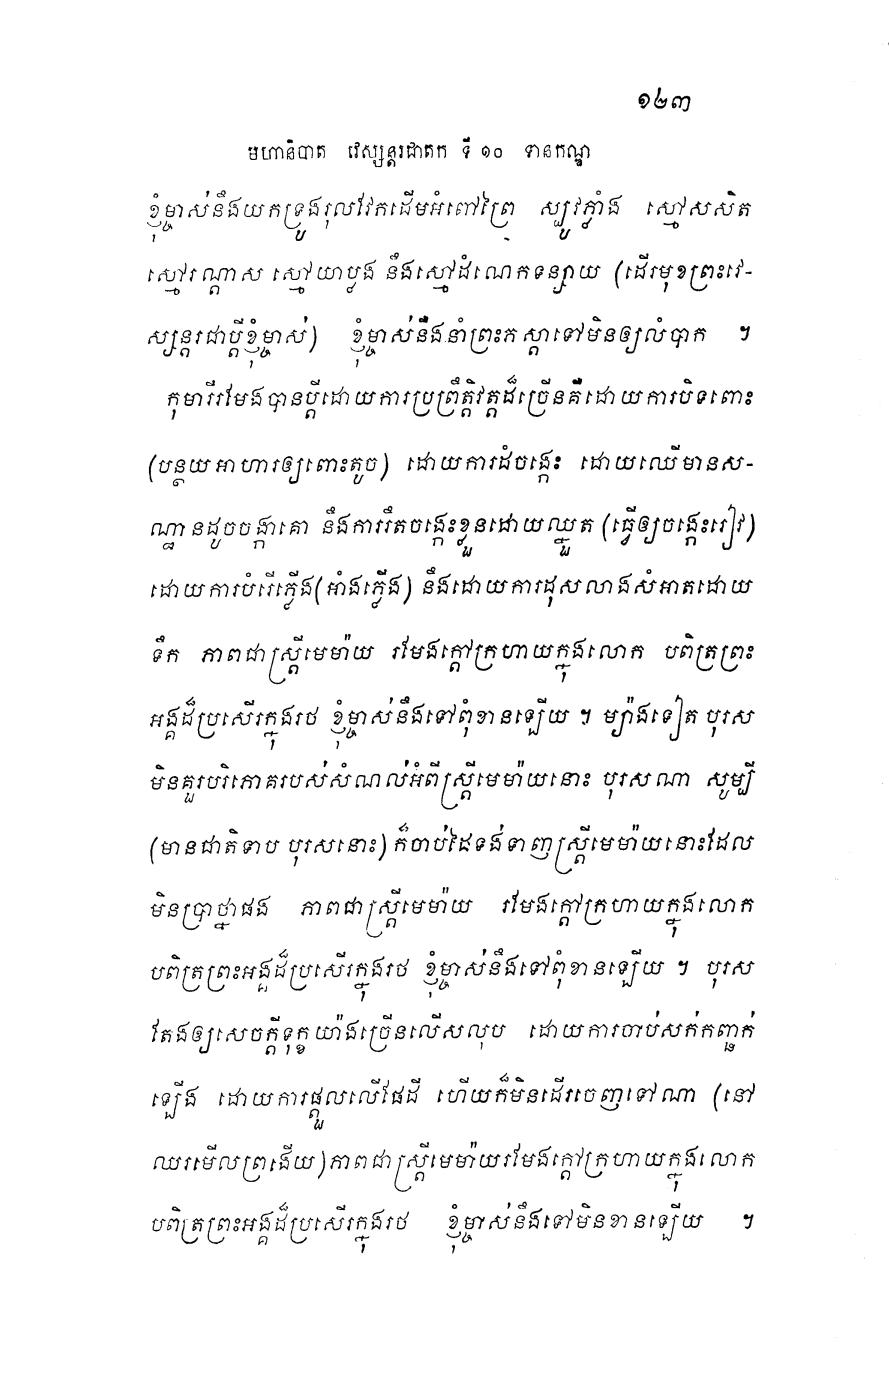 ១២៣
មហានិបាត វេស្សន្តរជាតក ទី ១០ ទានកណ្ឌ
ខ្ញុំម្ចាស់នឹងយកទ្រូងរុលវែកដើមអំពៅព្រៃ ស្បូវភ្លាំង ស្មៅសសិត
ស្មៅរណ្តាស ស្មៅយាប្លង នឹងស្មៅដំណេកទន្សាយ (ដើរមុខព្រះវេ-
ស្សន្តរជាប្តីខ្ញុំម្ចាស់) ខ្ញុំម្ចាស់នឹងនាំព្រះភស្តាទៅមិនឲ្យលំបាក ។
កុមារីរមែងបានប្តីដោយការប្រព្រឹត្តិវត្តដ៏ច្រើនគឺដោយការបិទពោះ
(បន្ថយអាហារឲ្យពោះតូច) ដោយការដំចង្កេះ ដោយឈើមានស-
ណ្ឋានដូចចង្កាគោ នឹងការរឹតចង្កេះខ្លួនដោយឈ្នួត (ធ្វើឲ្យចង្កេះរៀវ)
ដោយការបំរើភ្លើង(អាំងភ្លើង) នឹងដោយការដុសលាងសំអាតដោយ
ទឹក ភាពជាស្ត្រីមេម៉ាយ រមែងក្តៅក្រហាយក្នុងលោក បពិត្រព្រះ
អង្គដ៏ប្រសើរក្នុងរថ ខ្ញុំម្ចាស់នឹងទៅពុំខានឡើយ ។ ម្យ៉ាងទៀត បុរស
មិនគួរបរិភោគរបស់សំណល់អំពីស្ត្រីមេម៉ាយនោះ បុរសណា សូម្បី
(មានជាតិទាប បុរសនោះ) ក៏ចាប់ដៃទង់ទាញស្ត្រីមេម៉ាយនោះដែល
មិនប្រាថ្នាផង ភាពជាស្ត្រីមេម៉ាយ រមែងក្តៅក្រហាយក្នុងលោក
បពិត្រព្រះអង្គដ៏ប្រសើរក្នុងរថ ខ្ញុំម្ចាស់នឹងទៅពុំខានឡើយ ។ បុរស
តែងឲ្យសេចក្តីទុក្ខយ៉ាងច្រើនលើសលុប ដោយការចាប់សក់កញ្ឆក់
ឡើង ដោយការផ្តួលលើផែដី ហើយក៏មិនដើរចេញទៅណា (នៅ
ឈរមើលព្រងើយ)ភាពជាស្ត្រីមេម៉ាយរមែងក្តៅក្រហាយក្នុងលោក
បពិត្រព្រះអង្គដ៏ប្រសើរក្នុងរថ ខ្ញុំម្ចាស់នឹងទៅមិនខានឡើយ ។